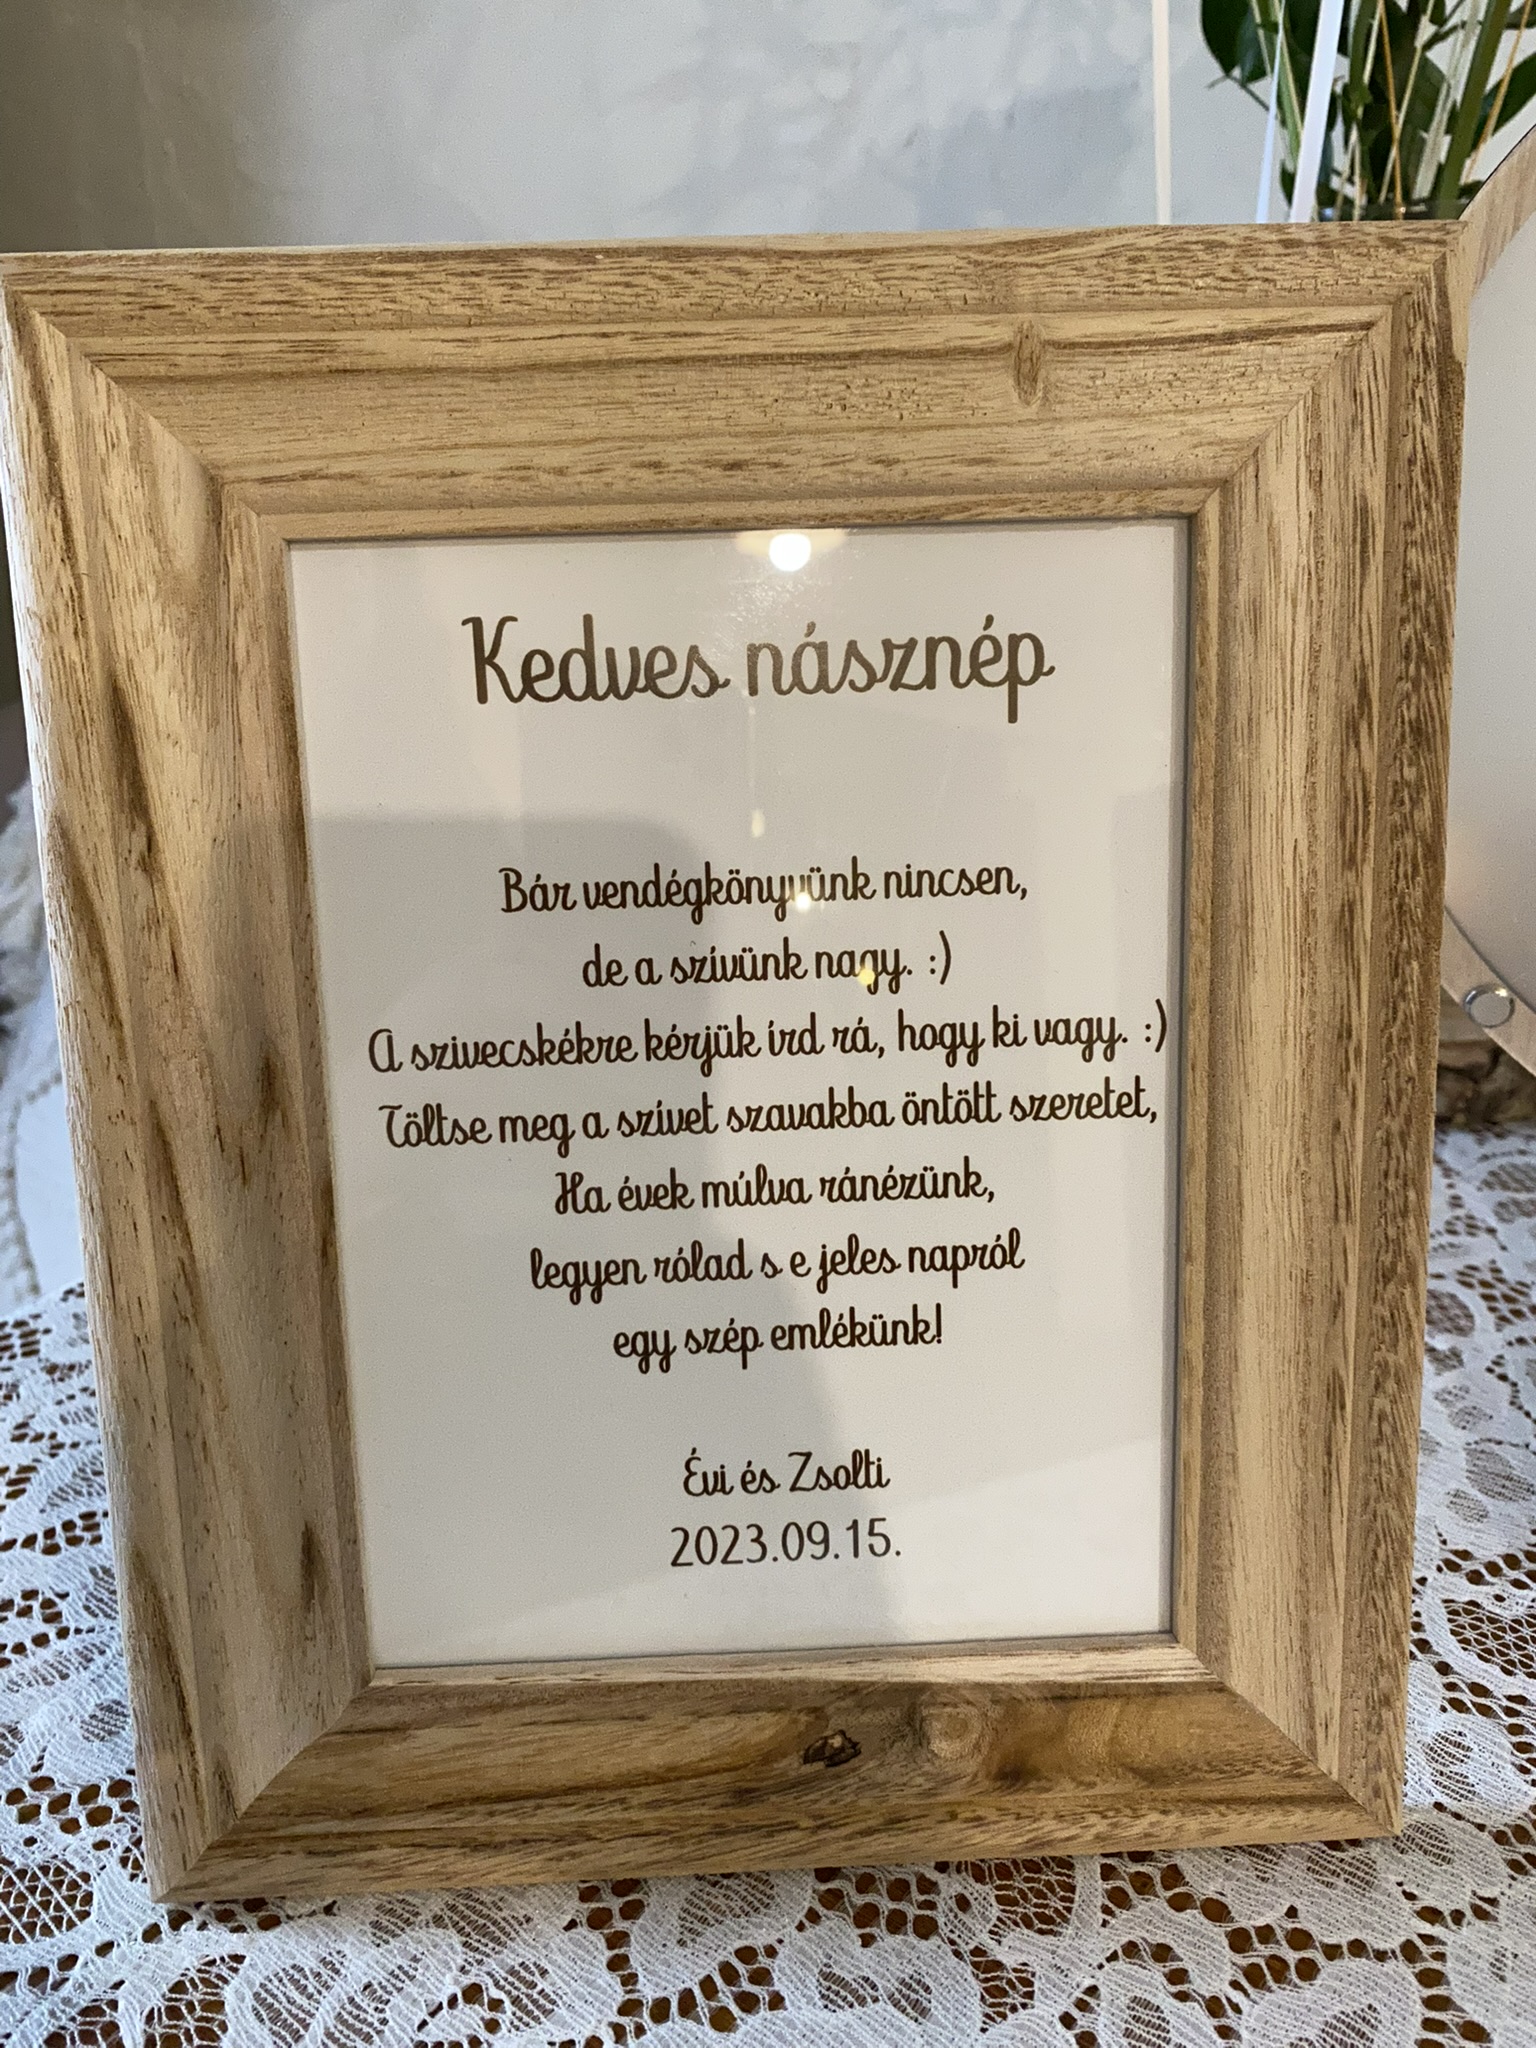 Kedves násznép
Bár vendégkönyvünk nincsen,
de a szívünk nagy. :)
A szivecskékre kérjük írd rá, hogy ki vagy. :)
Töltse meg a szívet szavakba öntött szeretet,
Ha évek múlva ránézünk,
legyen rólad s e jeles napról
egy szép emlékünk!
Évi és Zsolti
2023.09.15.